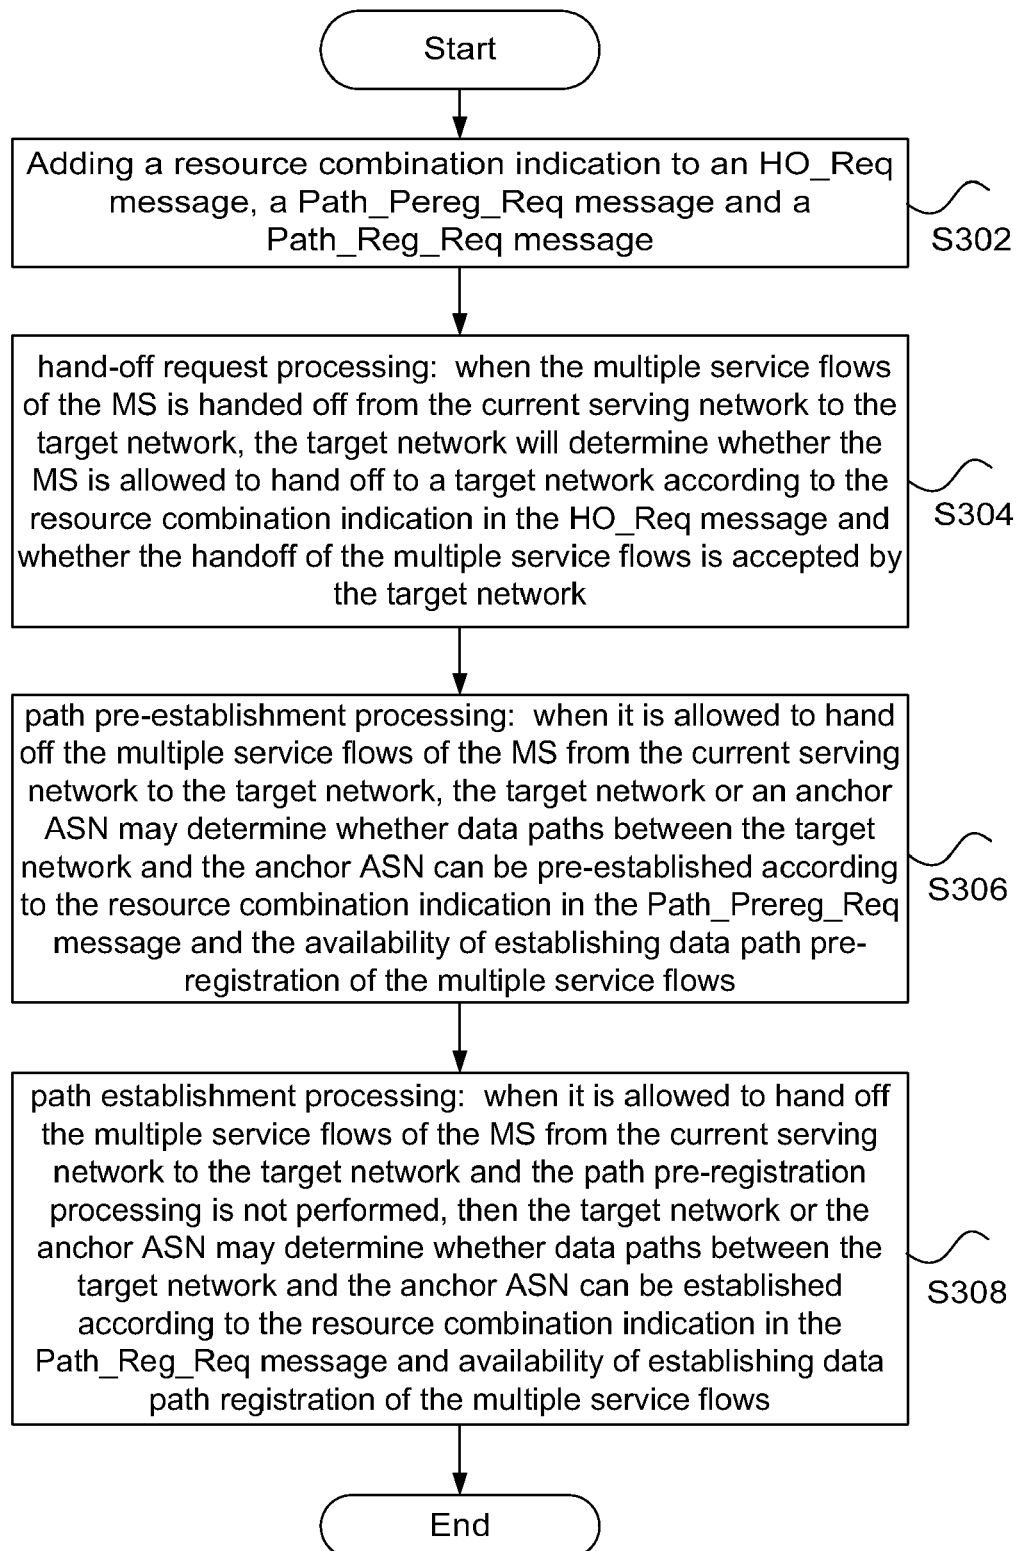 Start
Adding a resource combination indication to an HO_Req
message, a Path_Pereg_Req message and a
Path_Reg_Req message
S302
hand-off request processing: when the multiple service flows
of the MS is handed off from the current serving network to the
target network, the target network will determine whether the
MS is allowed to hand off to a target network according to the
resource combination indication in the HO_Req message and
whether the handoff of the multiple service flows is accepted by
the target network
S304
path pre-establishment processing: when it is allowed to hand
off the multiple service flows of the MS from the current serving
network to the target network, the target network or an anchor
ASN may determine whether data paths between the target
network and the anchor ASN can be pre-established according
to the resource combination indication in the Path_Prereg_Req
message and the availability of establishing data path pre-
registration of the multiple service flows
S306
path establishment processing: when it is allowed to hand off
the multiple service flows of the MS from the current serving
network to the target network and the path pre-registration
processing is not performed, then the target network or the
anchor ASN may determine whether data paths between the
target network and the anchor ASN can be established
according to the resource combination indication in the
Path_Reg_Req message and availability of establishing data
path registration of the multiple service flows
S308
End